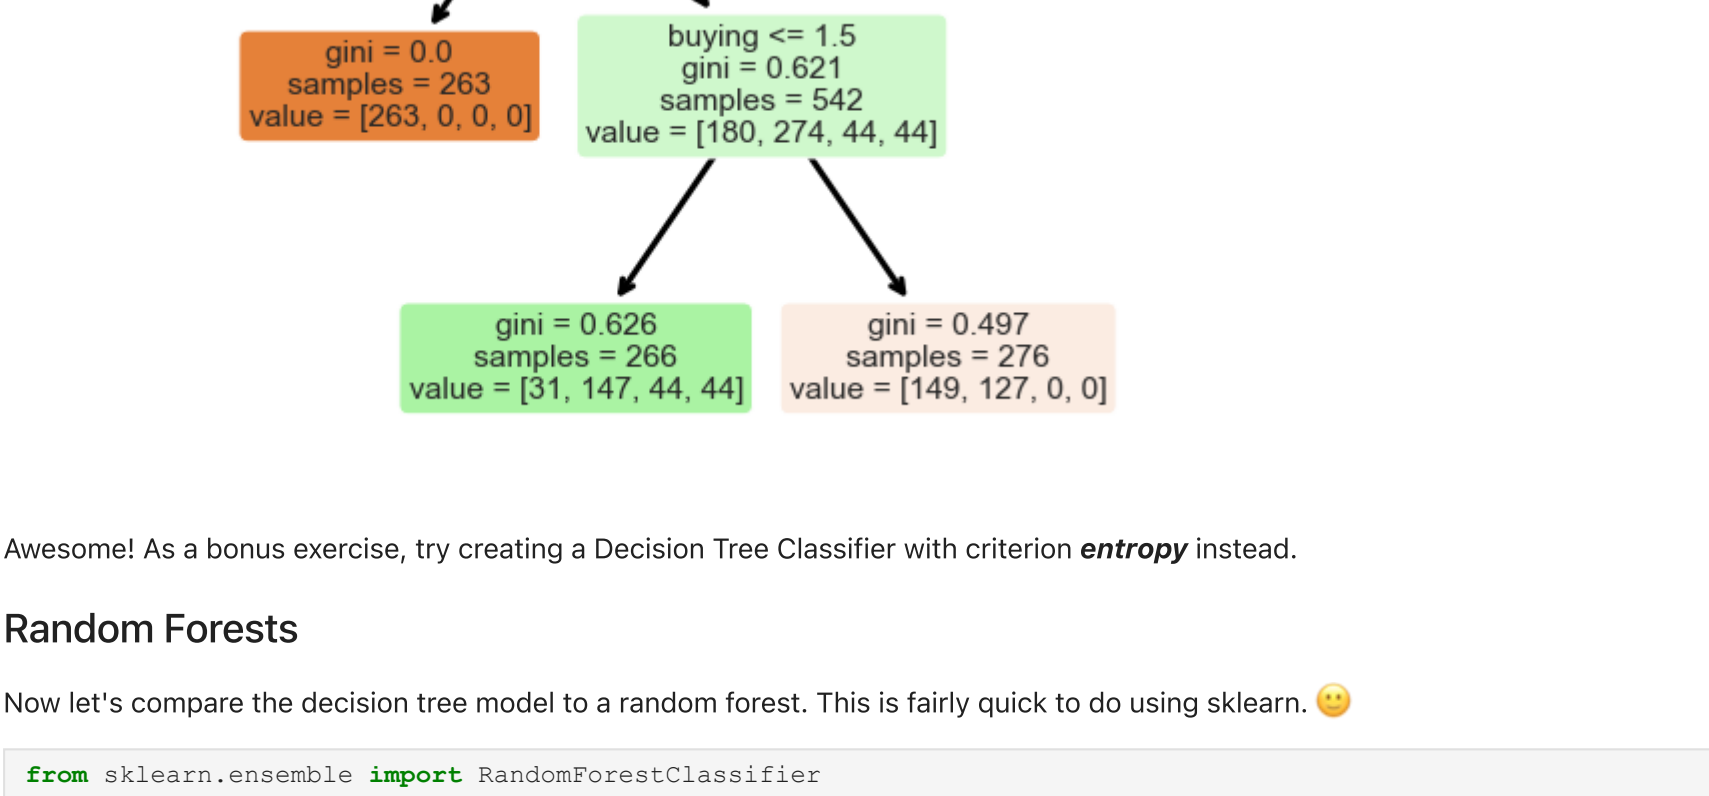 gini = 0.0
samples = 263
value = [263, 0, 0, 0]
buying <= 1.5
gini = 0.621
samples = 542
value = [180, 274, 44, 44]
gini = 0.626
samples = 266
value = [31, 147, 44, 44]
gini = 0.497
samples = 276
value = [149, 127, 0, 0]
Awesome! As a bonus exercise, try creating a Decision Tree Classifier with criterion entropy instead.
Random Forests
Now let's compare the decision tree model to a random forest. This is fairly quick to do using sklearn. 🙂
from sklearn.ensemble import RandomForestClassifier